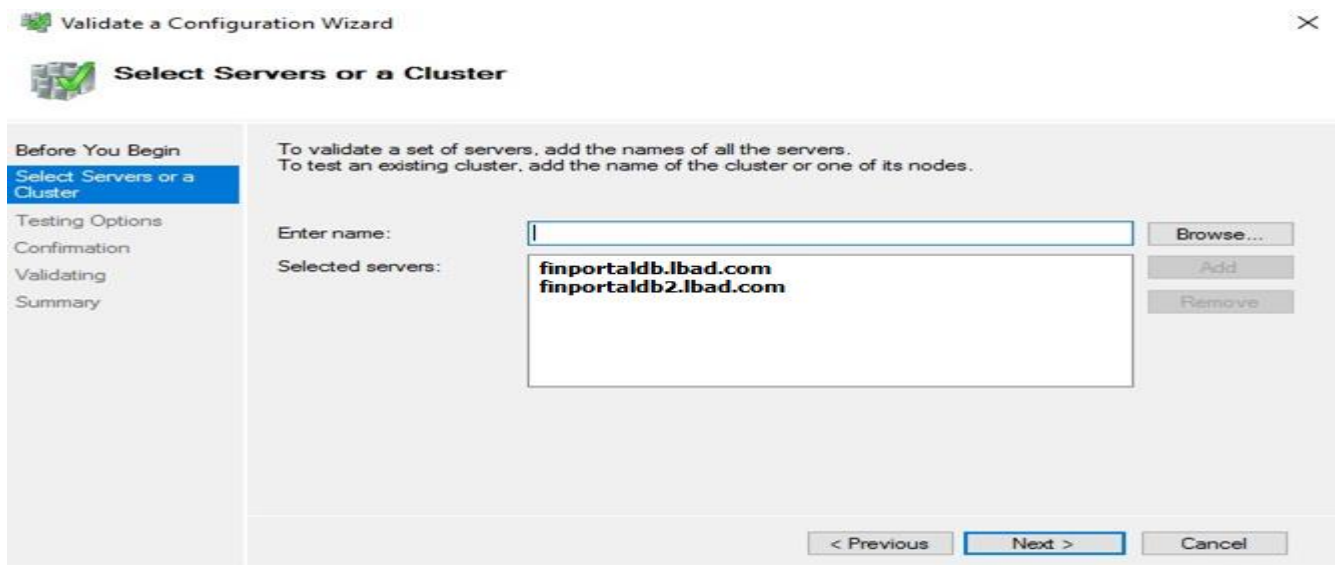 Validate a Configuration Wizard
Select Servers or a Cluster
Before You Begin
Select Servers or a
Cluster
Testing Options
Confirmation
Validating
Summary
To validate a set of servers, add the names of all the servers.
To test an existing cluster, add the name of the cluster or one of its nodes.
Enter name:
Browse...
Selected servers:
finportaldb.lbad.com
finportaldb2.lbad.com
Add
Remove
< Previous
Next >
Cancel